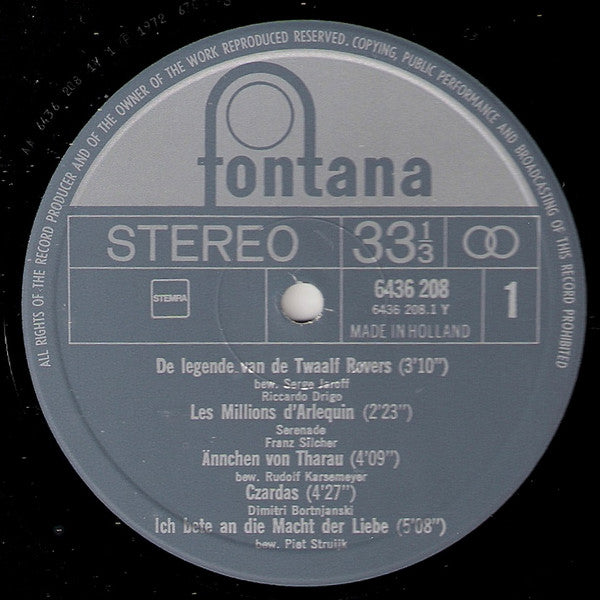 ALL RIGHTS OF THE RECORD PRODUCER AND OF THE OWNER OF THE WORK REPRODUCED RESERVED. COPYING, PUBLIC PERFORMANCE AND BROADCASTING OF THIS RECORD PROHIBITED
fontana
STEREO 33 1/3
STEMRA
6436 208
6436 208.1 Y
MADE IN HOLLAND
1
De legende van de Twaalf Røvers (3'10")
bew. Serge Jaroff
Riccardo Drigo
Les Millions d'Arlequin (2'23")
Serenade
Franz Silcher
Ännchen von Tharau (4'09")
bew. Rudolf Karsemeyer
Czardas (4'27")
Dimitri Bortnjanski
Ich bete an die Macht der Liebe (5'08")
bew. Piet Struijk